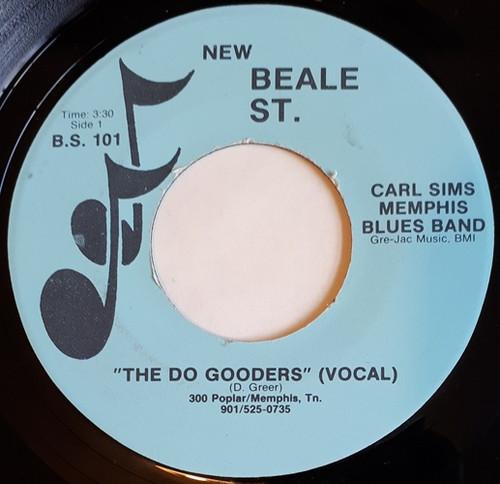 NEW
BEALE
ST.
Time: 3:30
Side 1
B.S. 101
CARL SIMS
MEMPHIS
BLUES BAND
Gre-Jac Music, BMI
"THE DO GOODERS" (VOCAL)
(D. Greer)
300 Poplar/Memphis, Tn.
901/525-0735